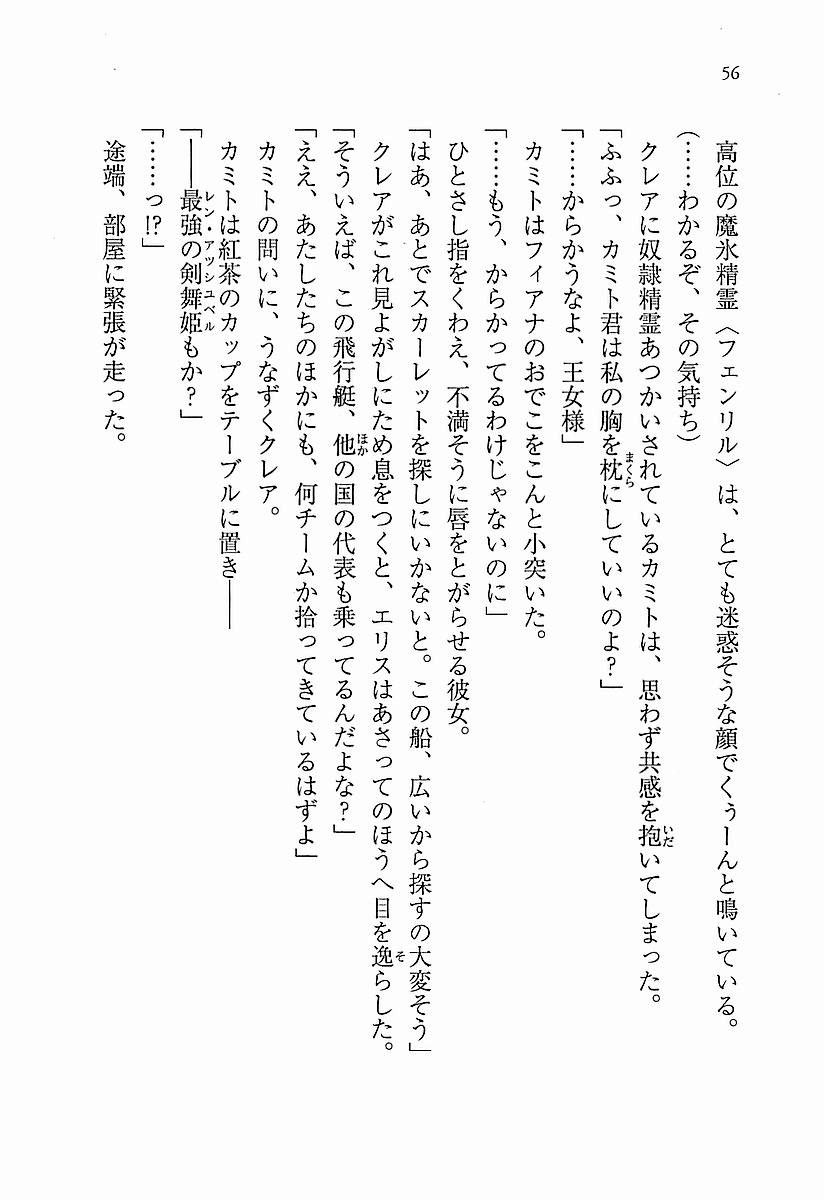 56
高位の魔氷精霊〈フェンリル〉は、とても迷惑そうな顔でくぅーんと鳴いている。
(……わかるぞ、その気持ち)
クレアに奴隷精霊あつかいされているカミトは、思わず共感を抱いてしまった。
「ふふっ、カミト君は私の胸を枕にしていいのよ?」
「……からかうなよ、王女様」
カミトはフィアナのおでこをこんと小突いた。
「……もう、からかってるわけじゃないのに」
ひとさし指をくわえ、不満そうに唇をとがらせる彼女。
「はあ、あとでスカーレットを探しにいかないと。この船、広いから探すの大変そう」
クレアがこれ見よがしにため息をつくと、エリスはあさってのほうへ目を逸らした。
「そういえば、この飛行艇、他の国の代表も乗ってるんだよな?」
「ええ、あたしたちのほかにも、何チームか拾ってきているはずよ」
カミトの問いに、うなずくクレア。
カミトは紅茶のカップをテーブルに置き――
「――最強の剣舞姫もか?」
「……っ!?」
途端、部屋に緊張が走った。